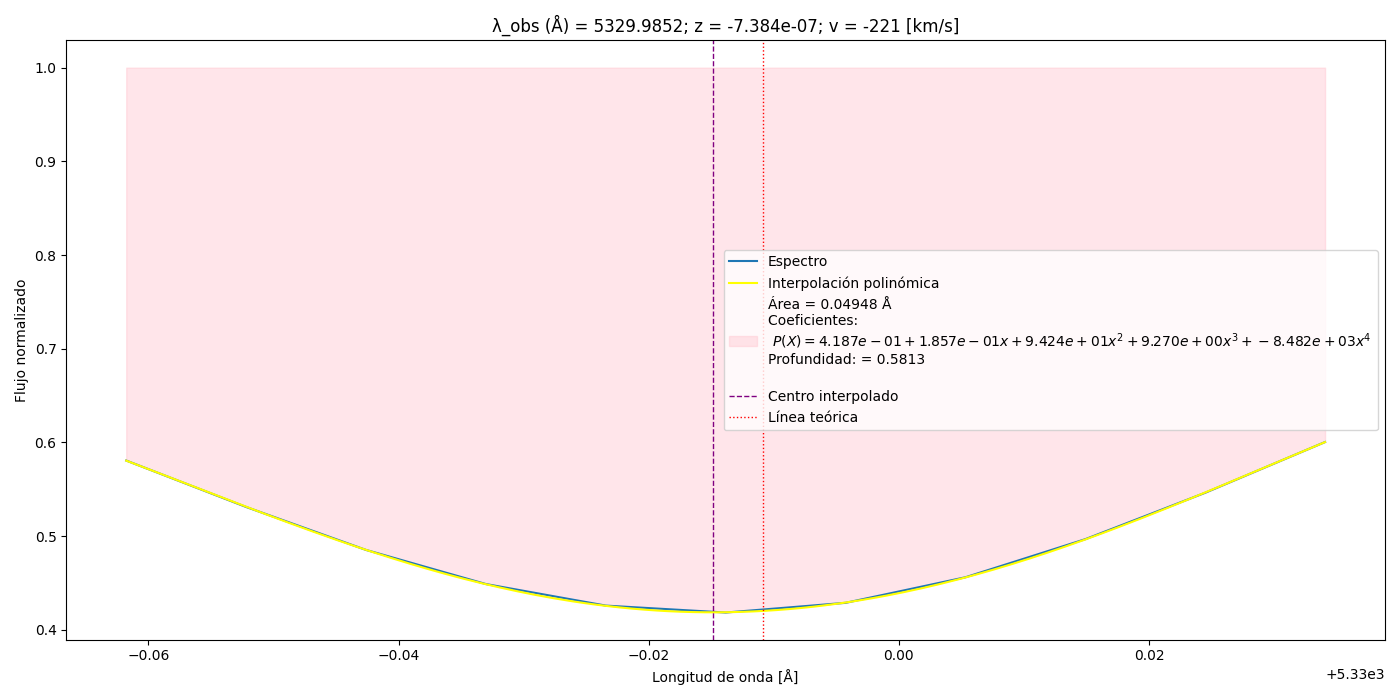 λ_obs (Å) = 5329.9852; z = -7.384e-07; v = -221 [km/s]
Flujo normalizado
1.0
0.9
0.8
0.7
0.6
0.5
0.4
Espectro
Interpolación polinómica
Área = 0.04948 Å
Coeficientes:
P(X) = 4.187e − 01 + 1.857e − 01x + 9.424e + 01x² + 9.270e + 00x³ + − 8.482e + 03x⁴
Profundidad: = 0.5813
Centro interpolado
Línea teórica
−0.06
−0.04
−0.02
0.00
0.02
+5.33e3
Longitud de onda [Å]